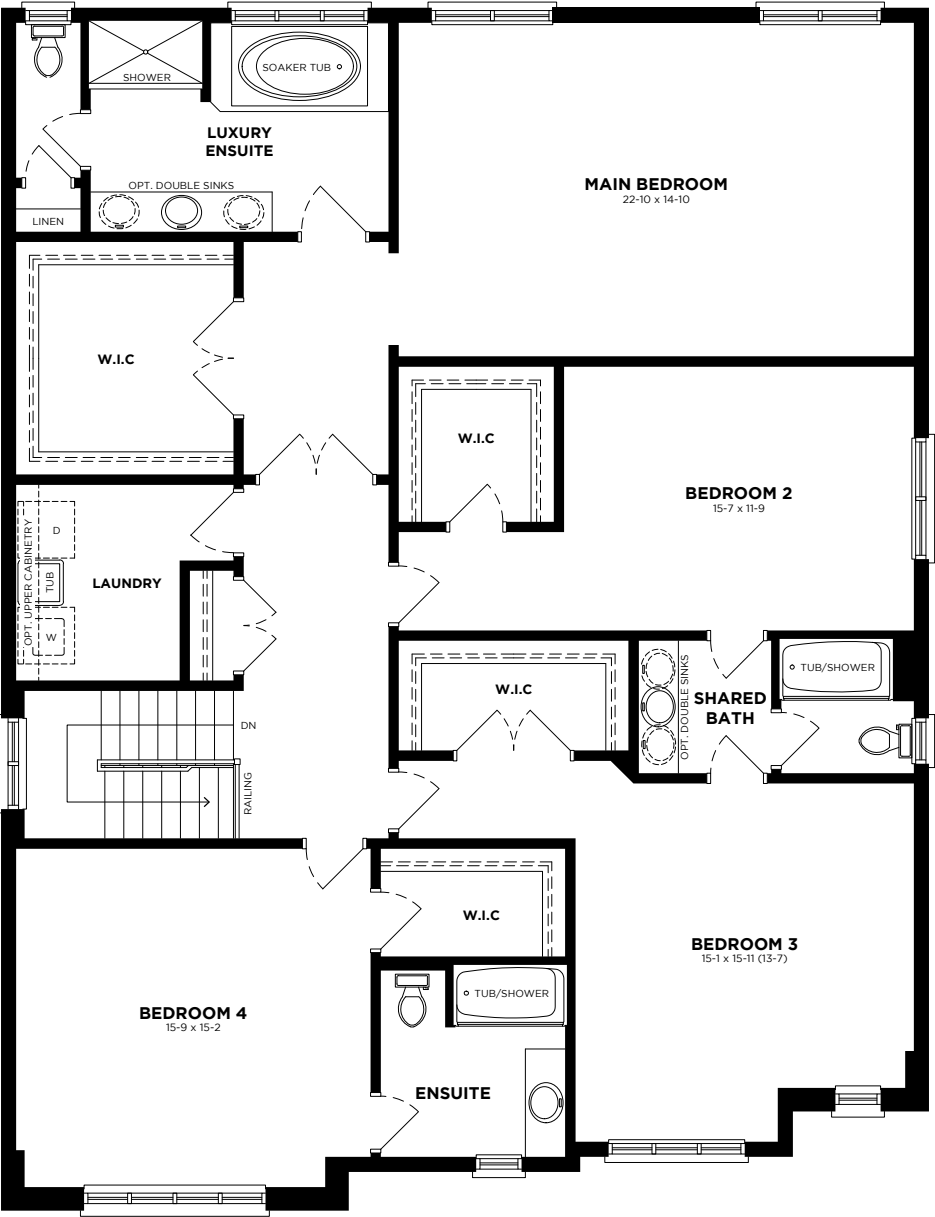 SOAKER TUB
SHOWER
LUXURY
ENSUITE
OPT. DOUBLE SINKS
LINEN
MAIN BEDROOM
22-10 x 14-10
W.I.C
W.I.C
BEDROOM 2
15-7 x 11-9
OPT. UPPER CABINETRY
D
TUB
W
LAUNDRY
W.I.C
OPT. DOUBLE SINKS
SHARED
BATH
TUB/SHOWER
DN
RAILING
W.I.C
BEDROOM 3
15-1 x 15-11 (13-7)
BEDROOM 4
15-9 x 15-2
TUB/SHOWER
ENSUITE